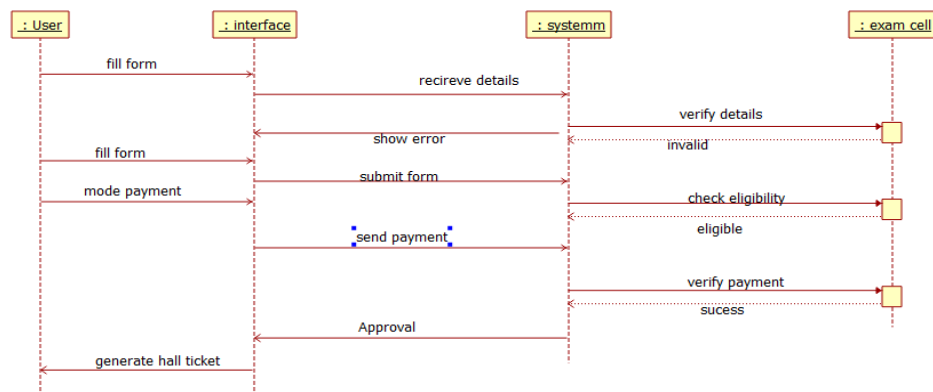 : User
: interface
: systemm
: exam cell
fill form
recireve details
verify details
show error
invalid
fill form
submit form
mode payment
check eligibility
eligible
send payment
verify payment
sucess
Approval
generate hall ticket